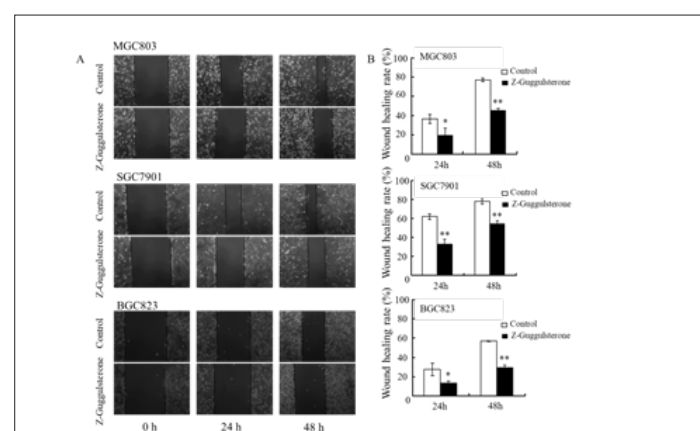 A
MGC803
Control
Z-Guggulsterone
SGC7901
Control
Z-Guggulsterone
BGC823
Control
Z-Guggulsterone
0 h 24 h 48 h
B
MGC803
Wound healing rate (%)
100
80
60
40
20
0
Control
Z-Guggulsterone
*
**
24h 48h
SGC7901
Wound healing rate (%)
100
80
60
40
20
0
Control
Z-Guggulsterone
**
**
24h 48h
BGC823
Wound healing rate (%)
100
80
60
40
20
0
Control
Z-Guggulsterone
*
**
24h 48h